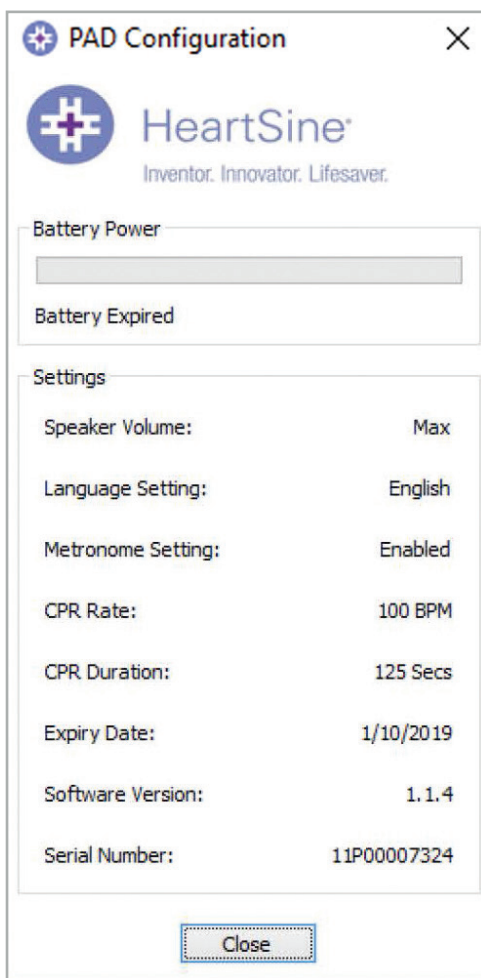 PAD Configuration
HeartSine®
Inventor. Innovator. Lifesaver.
Battery Power
Battery Expired
Settings
Speaker Volume: Max
Language Setting: English
Metronome Setting: Enabled
CPR Rate: 100 BPM
CPR Duration: 125 Secs
Expiry Date: 1/10/2019
Software Version: 1.1.4
Serial Number: 11P00007324
Close